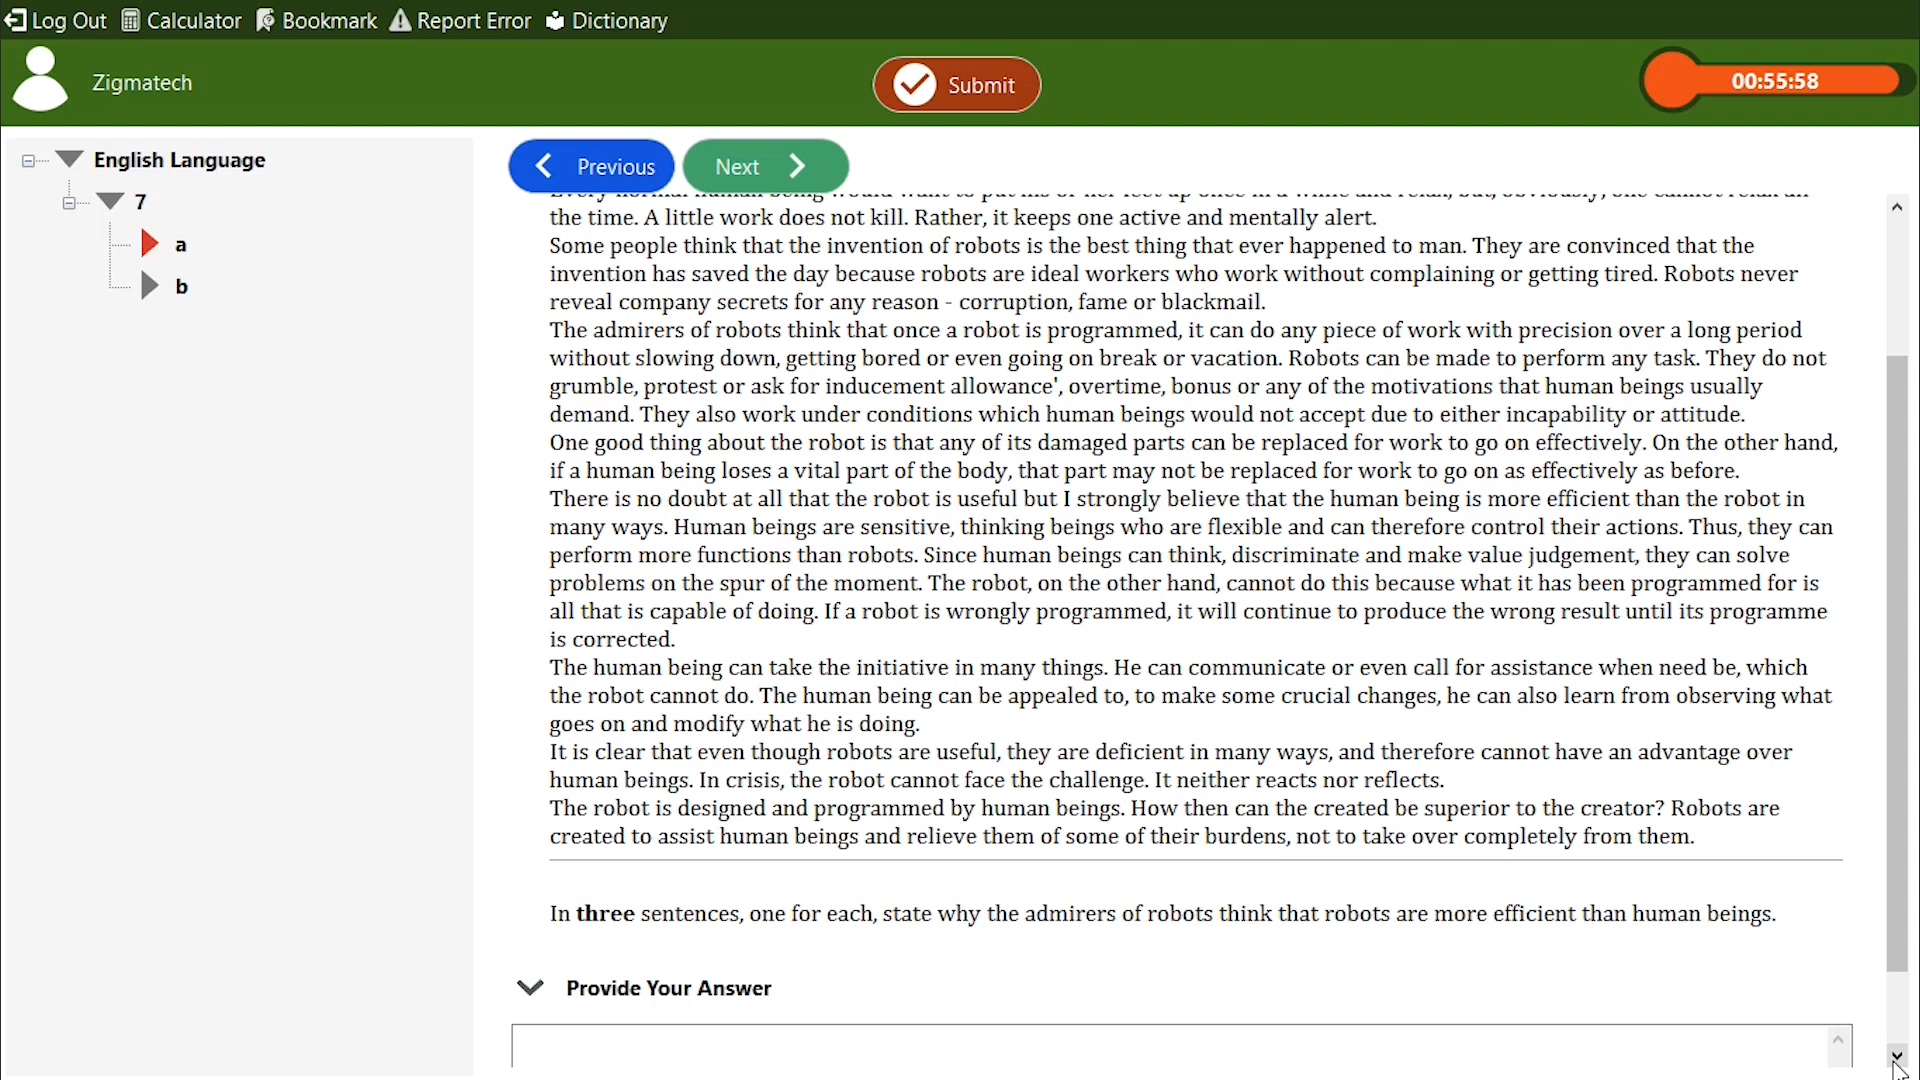 Log Out Calculator Bookmark Report Error Dictionary
Zigmatech
Submit
00:55:58
English Language
7
a
b
Previous
Next
the time. A little work does not kill. Rather, it keeps one active and mentally alert.
Some people think that the invention of robots is the best thing that ever happened to man. They are convinced that the
invention has saved the day because robots are ideal workers who work without complaining or getting tired. Robots never
reveal company secrets for any reason - corruption, fame or blackmail.
The admirers of robots think that once a robot is programmed, it can do any piece of work with precision over a long period
without slowing down, getting bored or even going on break or vacation. Robots can be made to perform any task. They do not
grumble, protest or ask for inducement allowance', overtime, bonus or any of the motivations that human beings usually
demand. They also work under conditions which human beings would not accept due to either incapability or attitude.
One good thing about the robot is that any of its damaged parts can be replaced for work to go on effectively. On the other hand,
if a human being loses a vital part of the body, that part may not be replaced for work to go on as effectively as before.
There is no doubt at all that the robot is useful but I strongly believe that the human being is more efficient than the robot in
many ways. Human beings are sensitive, thinking beings who are flexible and can therefore control their actions. Thus, they can
perform more functions than robots. Since human beings can think, discriminate and make value judgement, they can solve
problems on the spur of the moment. The robot, on the other hand, cannot do this because what it has been programmed for is
all that is capable of doing. If a robot is wrongly programmed, it will continue to produce the wrong result until its programme
is corrected.
The human being can take the initiative in many things. He can communicate or even call for assistance when need be, which
the robot cannot do. The human being can be appealed to, to make some crucial changes, he can also learn from observing what
goes on and modify what he is doing.
It is clear that even though robots are useful, they are deficient in many ways, and therefore cannot have an advantage over
human beings. In crisis, the robot cannot face the challenge. It neither reacts nor reflects.
The robot is designed and programmed by human beings. How then can the created be superior to the creator? Robots are
created to assist human beings and relieve them of some of their burdens, not to take over completely from them.
In three sentences, one for each, state why the admirers of robots think that robots are more efficient than human beings.
Provide Your Answer